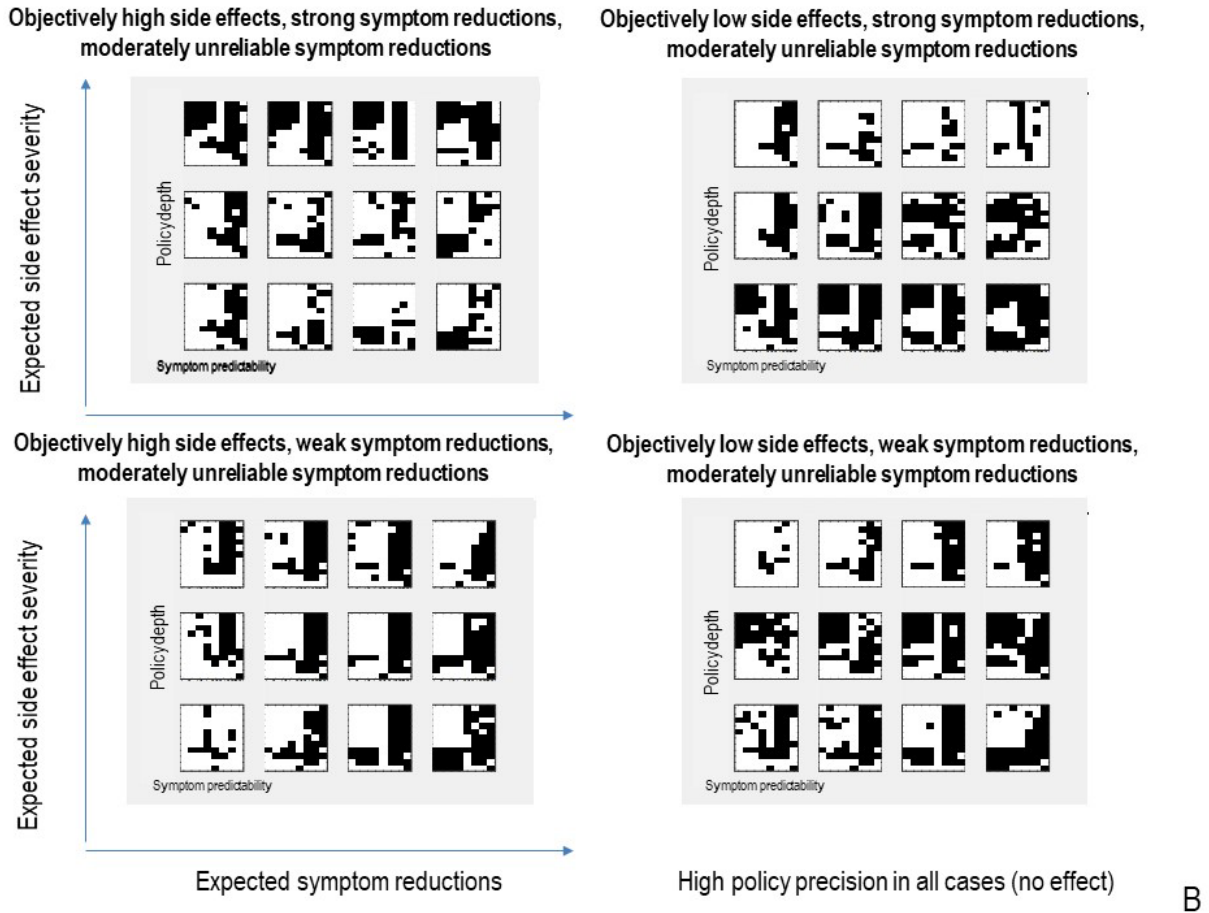 Objectively high side effects, strong symptom reductions,
moderately unreliable symptom reductions
Objectively low side effects, strong symptom reductions,
moderately unreliable symptom reductions
Expected side effect severity
Policydepth
Symptom predictability
Policydepth
Symptom predictability
Objectively high side effects, weak symptom reductions,
moderately unreliable symptom reductions
Objectively low side effects, weak symptom reductions,
moderately unreliable symptom reductions
Expected side effect severity
Policydepth
Symptom predictability
Policydepth
Symptom predictability
Expected symptom reductions
High policy precision in all cases (no effect)
B